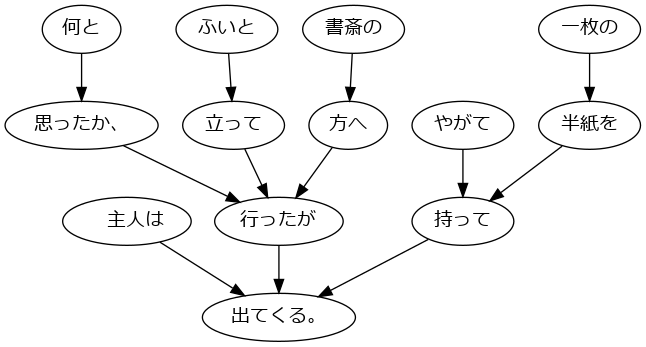 何と
ふいと
書斎の
一枚の
思ったか、
立って
方へ
やがて
半紙を
主人は
行ったが
持って
出てくる。